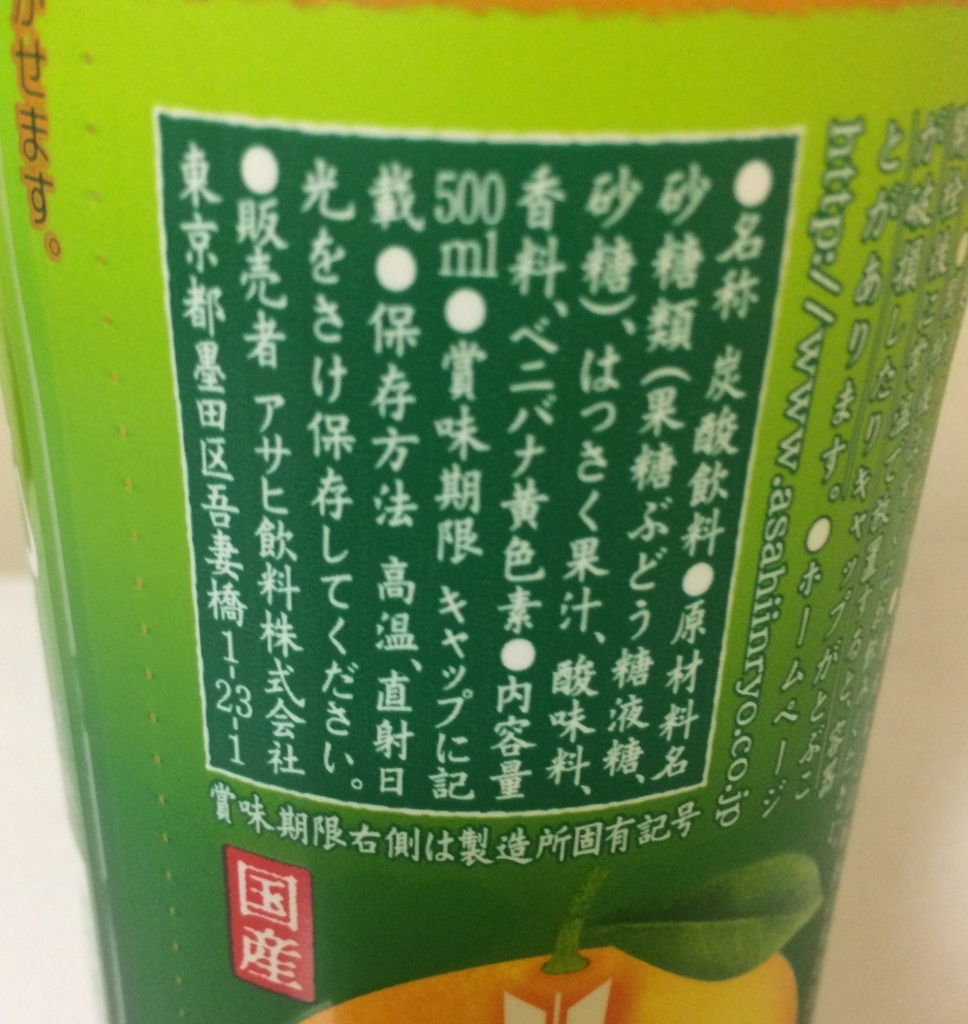 とがあります。●ホームページ
http://www.asahiinryo.co.jp
●名称 炭酸飲料●原材料名
砂糖類(果糖ぶどう糖液糖、
砂糖)、はっさく果汁、酸味料、
香料、ベニバナ黄色素●内容量
500ml●賞味期限 キャップに記
載●保存方法 高温、直射日
光をさけ保存してください。
●販売者 アサヒ飲料株式会社
東京都墨田区吾妻橋1-23-1
賞味期限右側は製造所固有記号
国産
かせます。